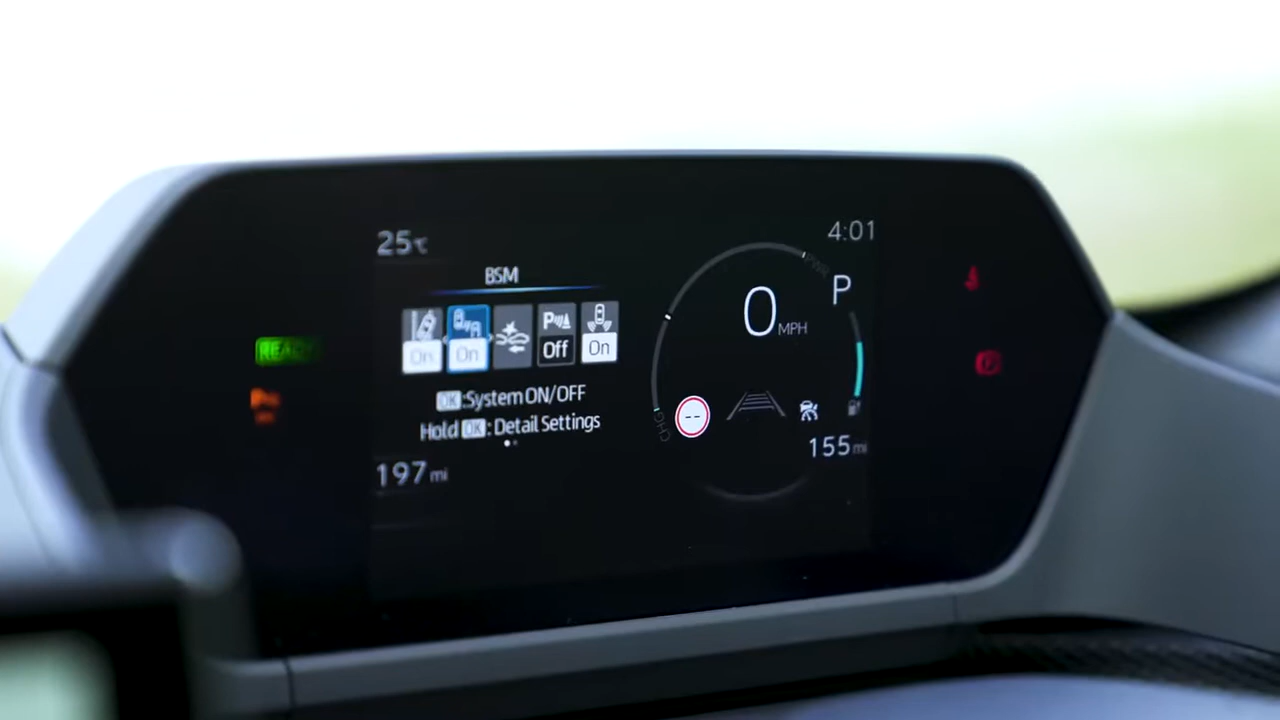 25℃
4:01
BSM
On
On
P
Off
On
0 MPH
P
OK:System ON/OFF
Hold OK: Detail Settings
--
CHG
PWR
READY
197 mi
155 mi